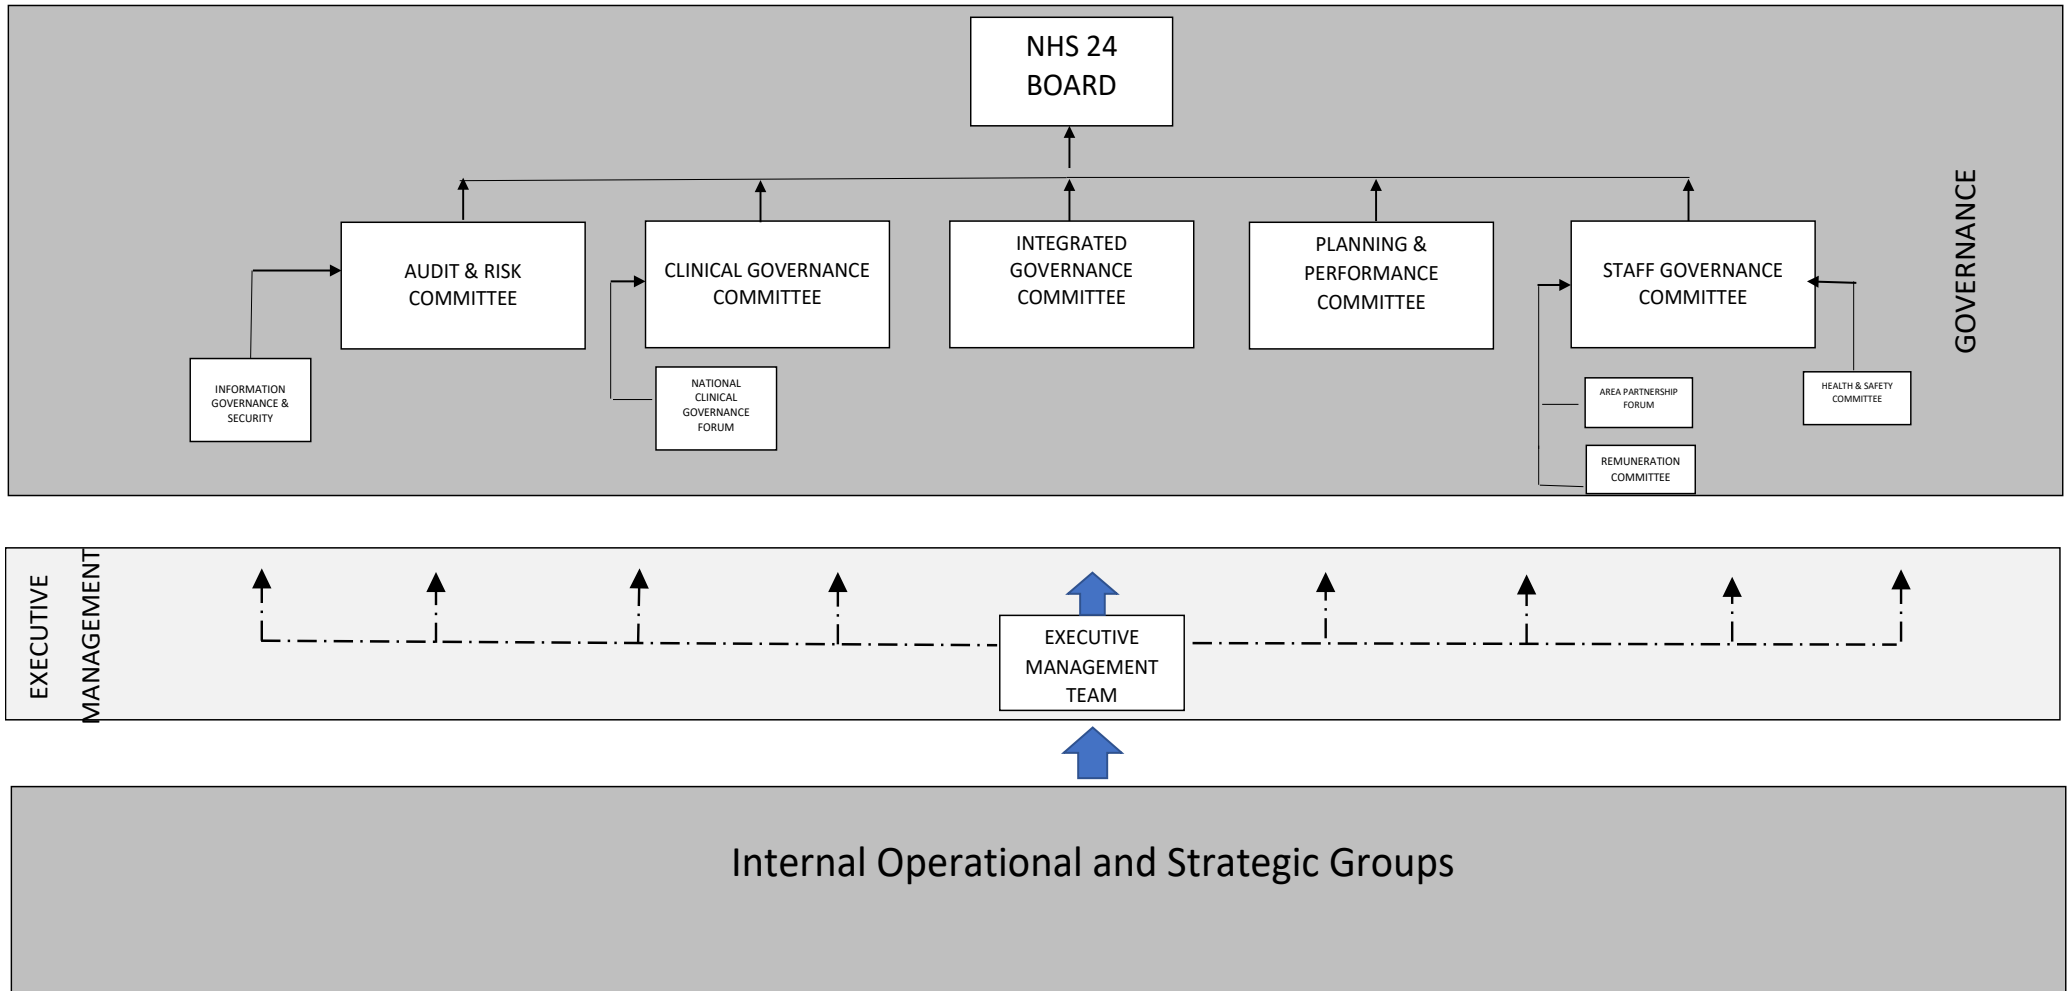 NHS 24
BOARD
GOVERNANCE
AUDIT & RISK
COMMITTEE
CLINICAL GOVERNANCE
COMMITTEE
INTEGRATED
GOVERNANCE
COMMITTEE
PLANNING &
PERFORMANCE
COMMITTEE
STAFF GOVERNANCE
COMMITTEE
INFORMATION
GOVERNANCE &
SECURITY
NATIONAL
CLINICAL
GOVERNANCE
FORUM
AREA PARTNERSHIP
FORUM
HEALTH & SAFETY
COMMITTEE
REMUNERATION
COMMITTEE
EXECUTIVE
MANAGEMENT
EXECUTIVE
MANAGEMENT
TEAM
Internal Operational and Strategic Groups